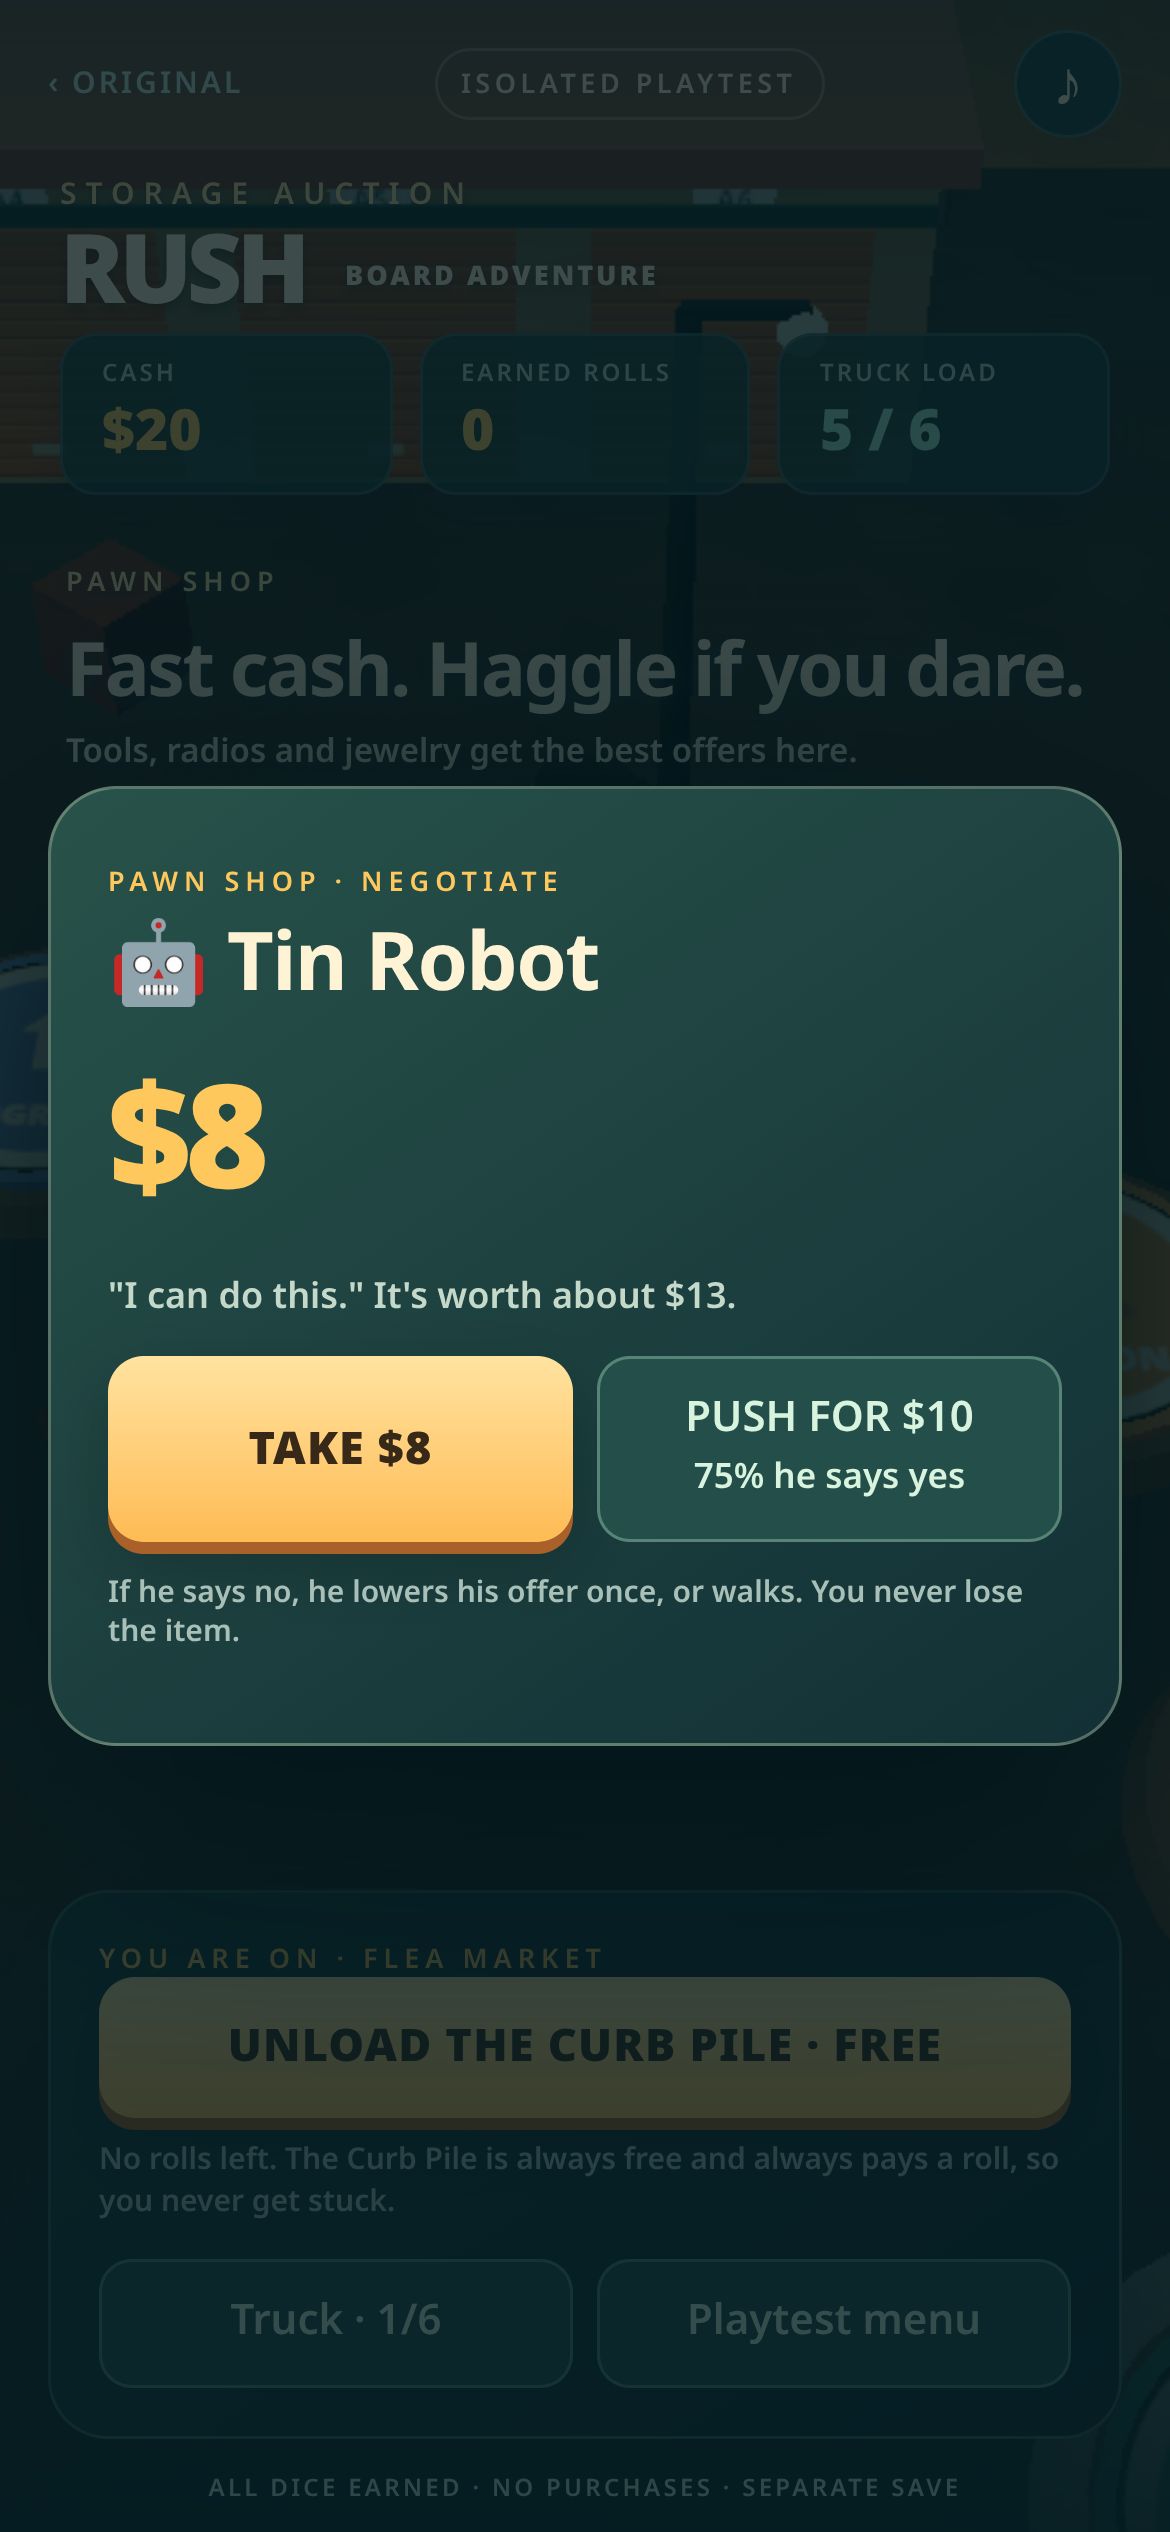 ‹ ORIGINAL
ISOLATED PLAYTEST
STORAGE AUCTION
RUSH BOARD ADVENTURE
CASH
$20
EARNED ROLLS
0
TRUCK LOAD
5 / 6
PAWN SHOP
Fast cash. Haggle if you dare.
Tools, radios and jewelry get the best offers here.
PAWN SHOP · NEGOTIATE
🤖 Tin Robot
$8
"I can do this." It's worth about $13.
TAKE $8
PUSH FOR $10
75% he says yes
If he says no, he lowers his offer once, or walks. You never lose
the item.
YOU ARE ON · FLEA MARKET
UNLOAD THE CURB PILE · FREE
No rolls left. The Curb Pile is always free and always pays a roll, so
you never get stuck.
Truck · 1/6
Playtest menu
ALL DICE EARNED · NO PURCHASES · SEPARATE SAVE